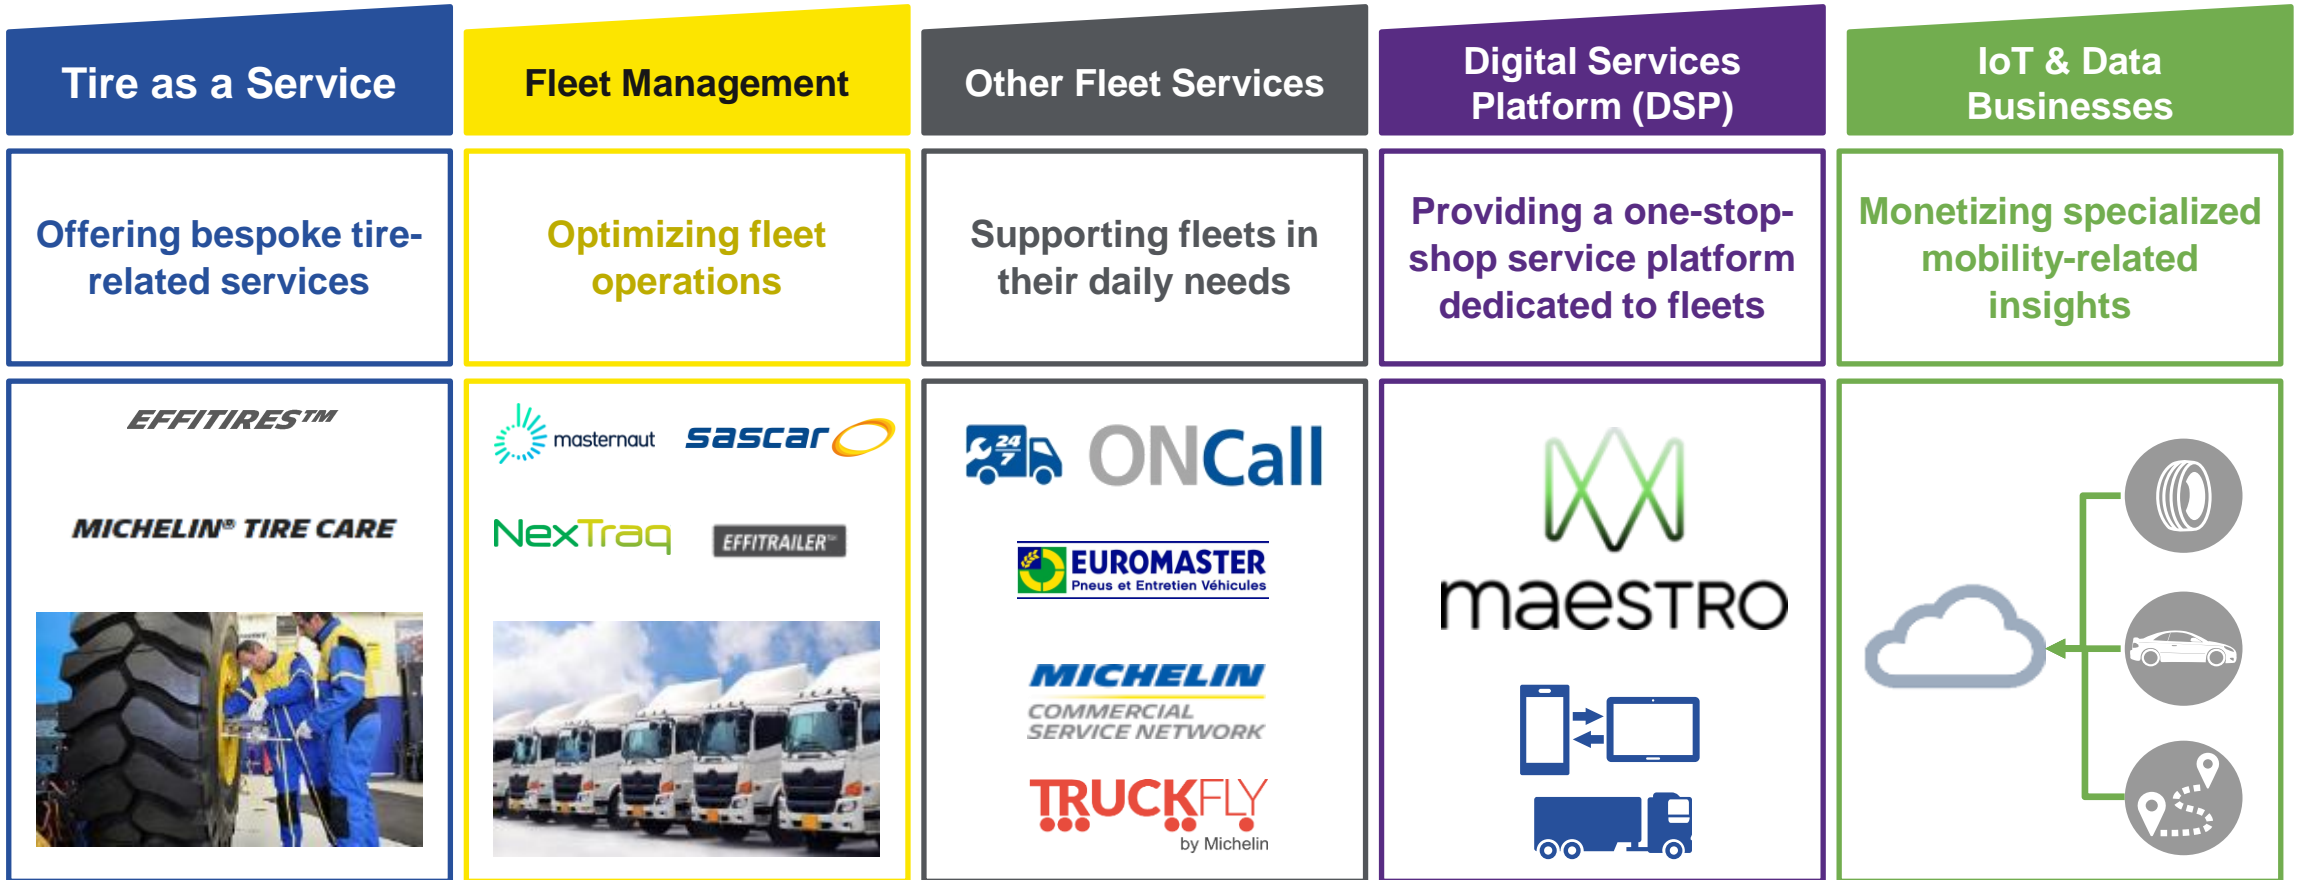 Tire as a Service
Fleet Management
Other Fleet Services
Digital Services
Platform (DSP)
IoT & Data
Businesses
Offering bespoke tire-
related services
Optimizing fleet
operations
Supporting fleets in
their daily needs
Providing a one-stop-
shop service platform
dedicated to fleets
Monetizing specialized
mobility-related
insights
EFFITIRES™
MICHELIN® TIRE CARE
masternaut
sascar
NexTraq
EFFITRAILER™
24
7
ONCall
EUROMASTER
Pneus et Entretien Véhicules
MICHELIN
COMMERCIAL
SERVICE NETWORK
TRUCKFLY
by Michelin
maesTRO